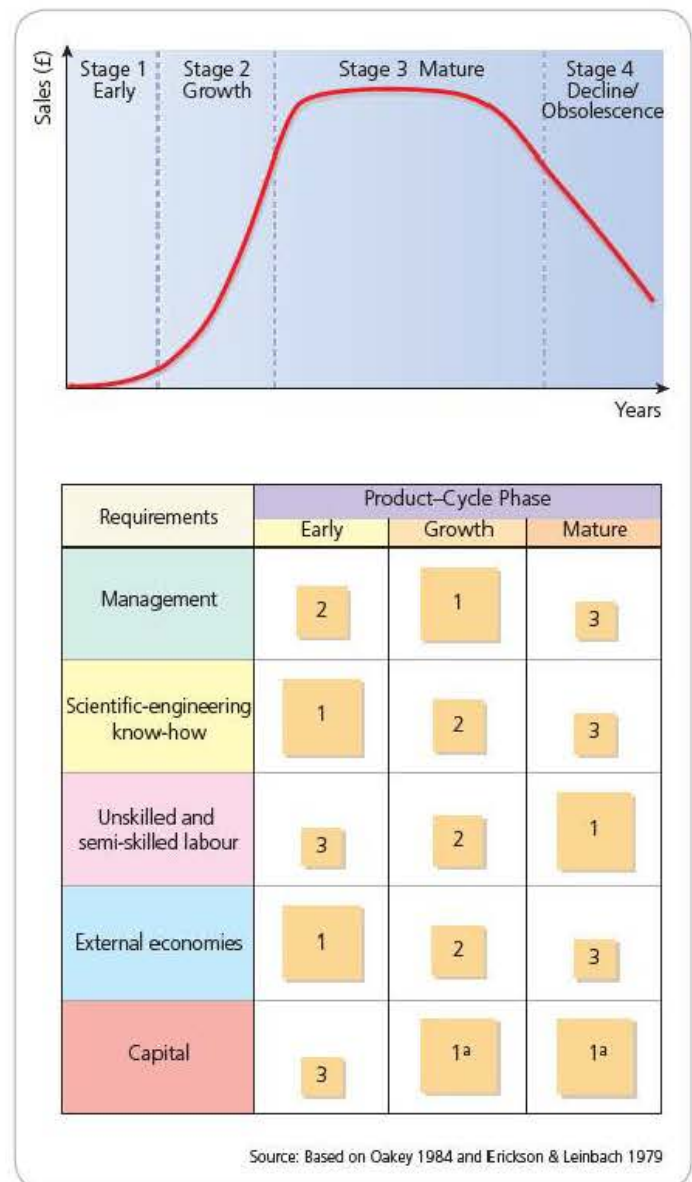 Sales (£)
Stage 1
Early
Stage 2
Growth
Stage 3 Mature
Stage 4
Decline/
Obsolescence
Years
Requirements
Product–Cycle Phase
Early
Growth
Mature
Management
2
1
3
Scientific-engineering
know-how
1
2
3
Unskilled and
semi-skilled labour
3
2
1
External economies
1
2
3
Capital
3
1ª
1ª
Source: Based on Oakey 1984 and Erickson & Leinbach 1979